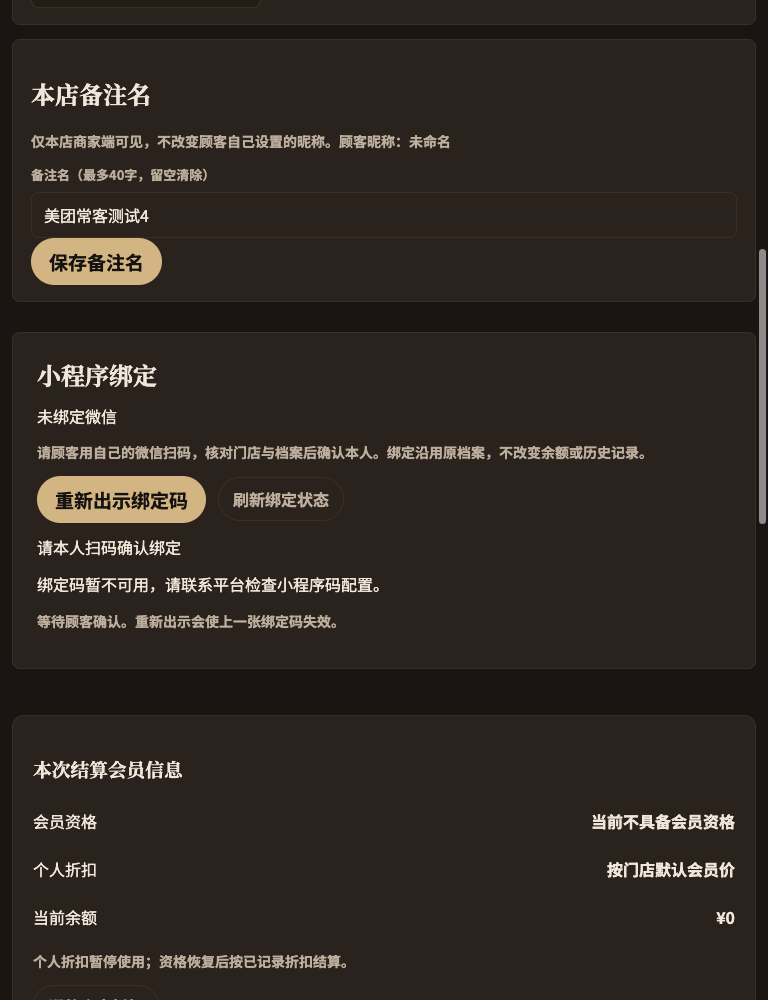 本店备注名
仅本店商家端可见，不改变顾客自己设置的昵称。顾客昵称：未命名
备注名（最多40字，留空清除）
美团常客测试4
保存备注名
小程序绑定
未绑定微信
请顾客用自己的微信扫码，核对门店与档案后确认本人。绑定沿用原档案，不改变余额或历史记录。
重新出示绑定码
刷新绑定状态
请本人扫码确认绑定
绑定码暂不可用，请联系平台检查小程序码配置。
等待顾客确认。重新出示会使上一张绑定码失效。
本次结算会员信息
会员资格
当前不具备会员资格
个人折扣
按门店默认会员价
当前余额
¥0
个人折扣暂停使用；资格恢复后按已记录折扣结算。